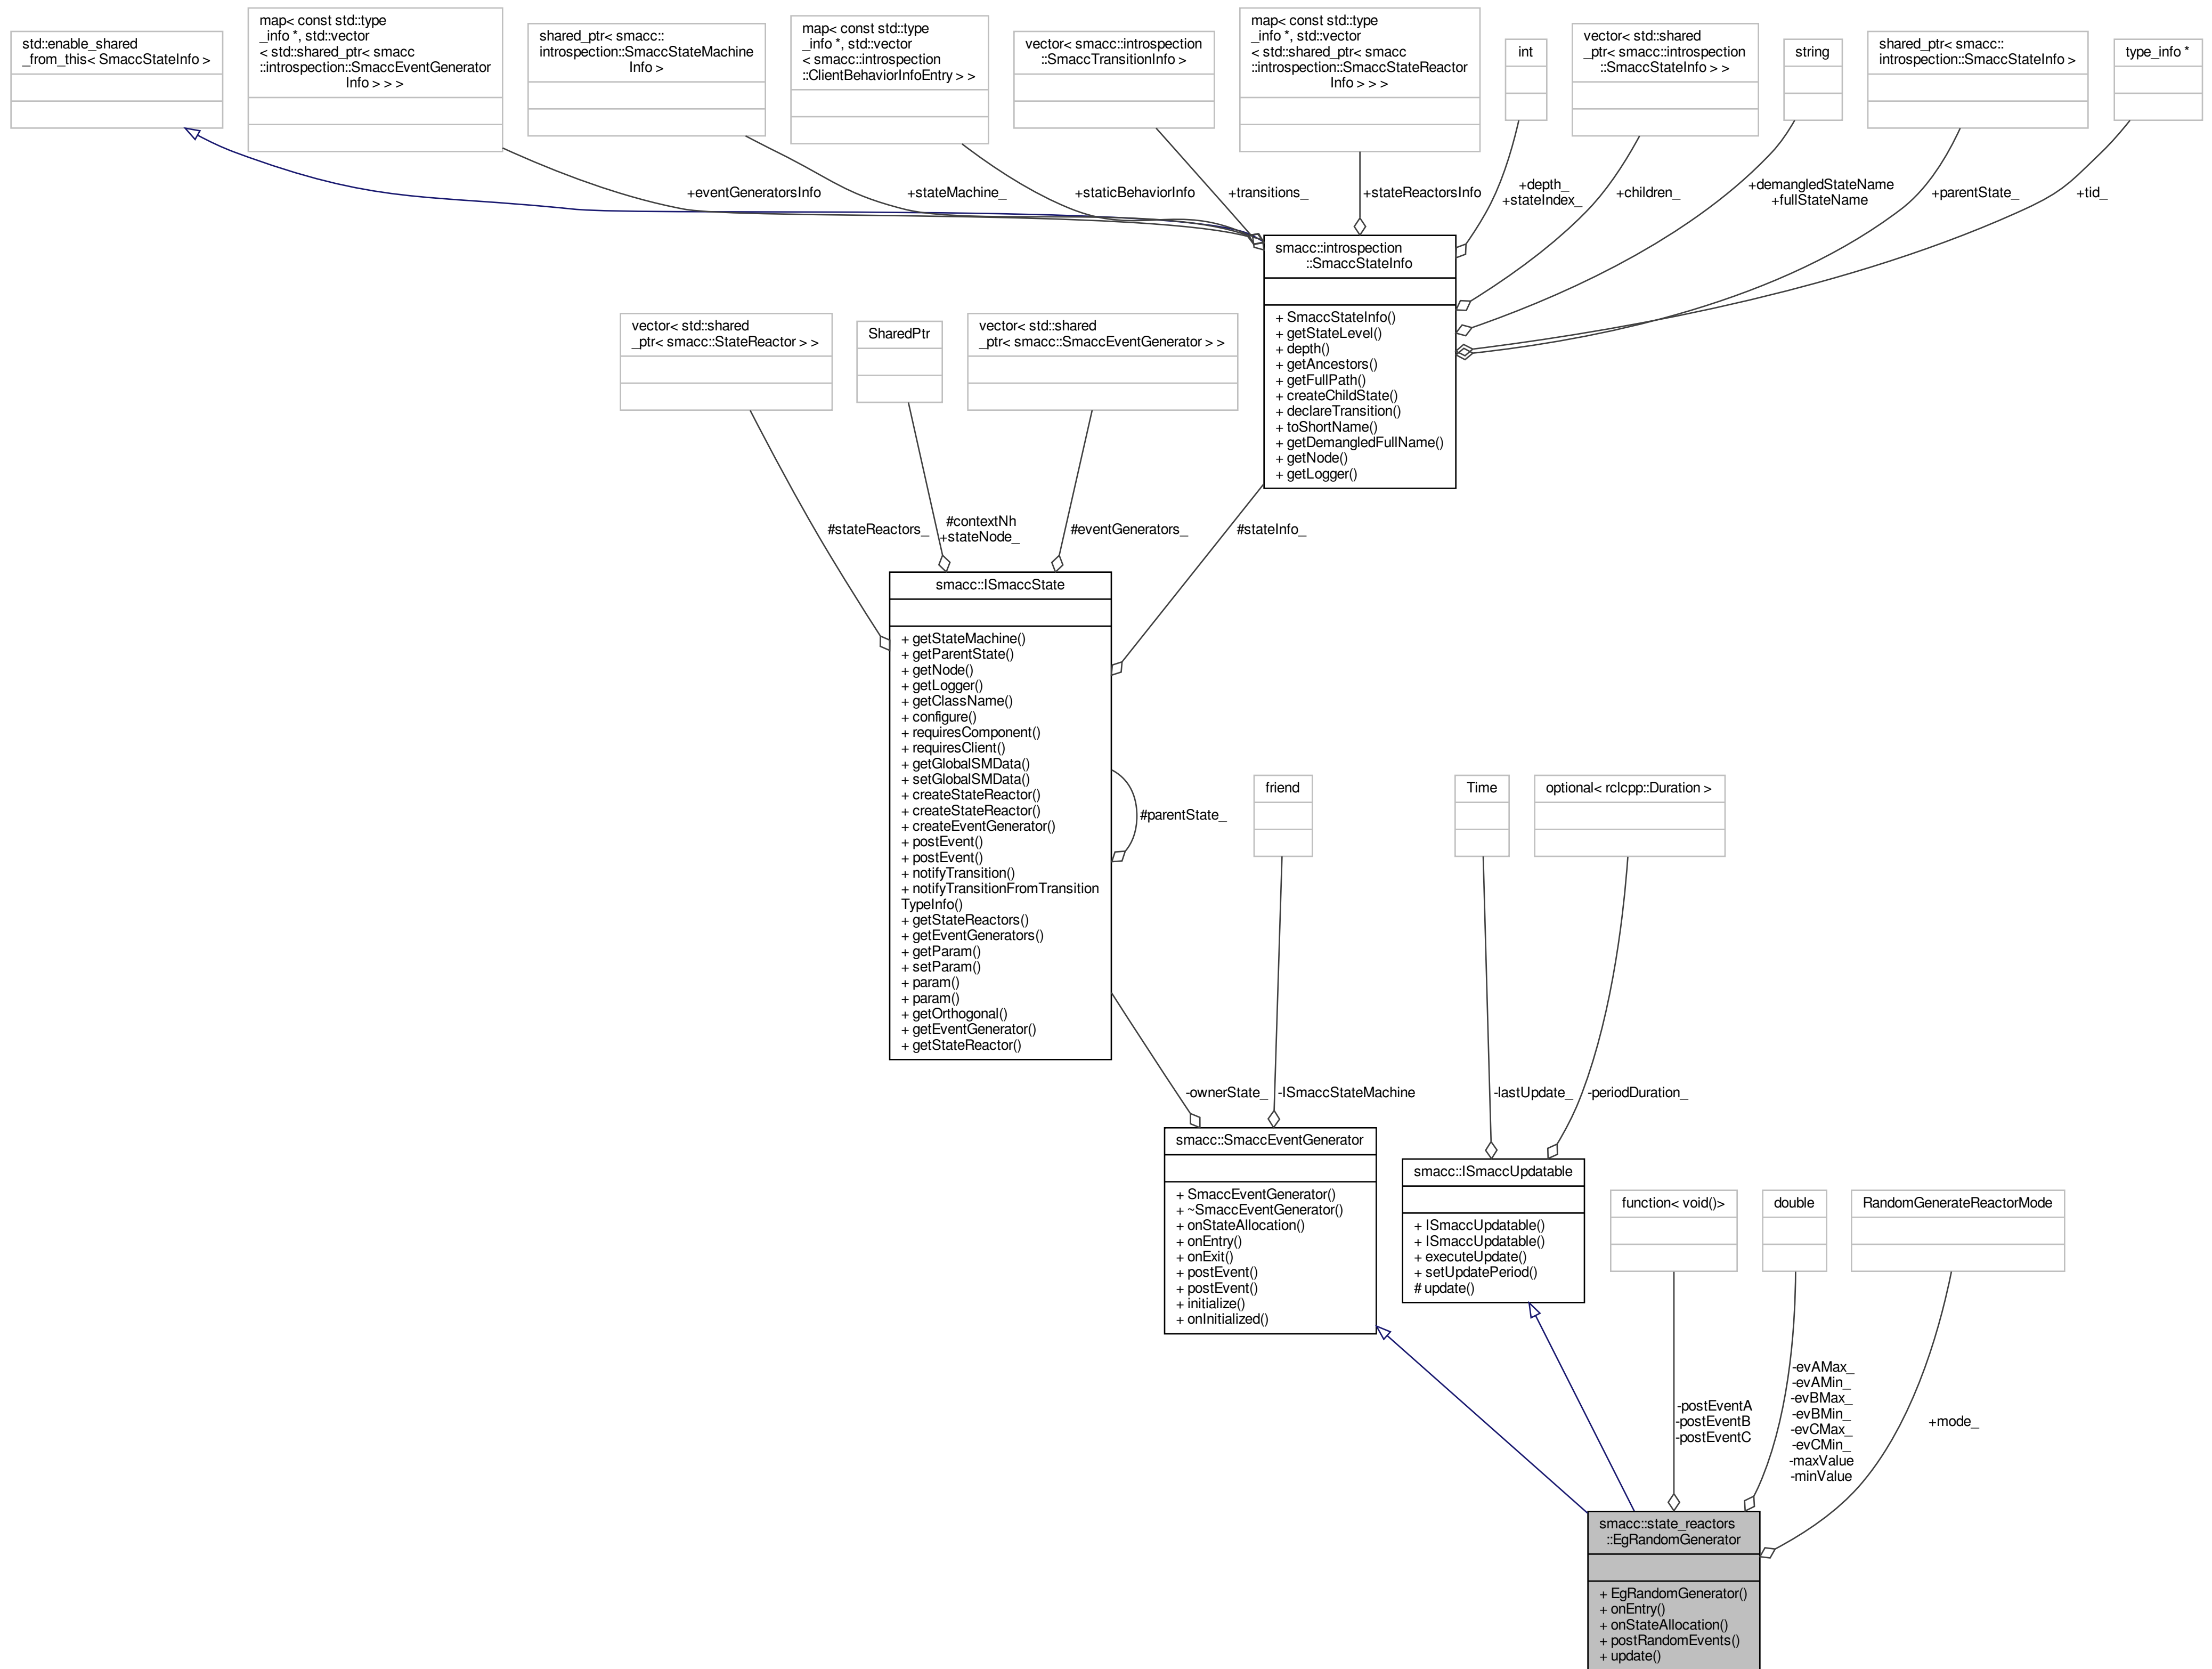 std::enable_shared
_from_this< SmaccStateInfo >
map< const std::type
_info *, std::vector
< std::shared_ptr< smacc
::introspection::SmaccEventGenerator
Info > > >
shared_ptr< smacc::
introspection::SmaccStateMachine
Info >
map< const std::type
_info *, std::vector
< smacc::introspection
::ClientBehaviorInfoEntry > >
vector< smacc::introspection
::SmaccTransitionInfo >
map< const std::type
_info *, std::vector
< std::shared_ptr< smacc
::introspection::SmaccStateReactor
Info > > >
int
vector< std::shared
_ptr< smacc::introspection
::SmaccStateInfo > >
string
shared_ptr< smacc::
introspection::SmaccStateInfo >
type_info *
+eventGeneratorsInfo
+stateMachine_
+staticBehaviorInfo
+transitions_
+stateReactorsInfo
+depth_
+stateIndex_
+children_
+demangledStateName
+fullStateName
+parentState_
+tid_
smacc::introspection
::SmaccStateInfo
+ SmaccStateInfo()
+ getStateLevel()
+ depth()
+ getAncestors()
+ getFullPath()
+ createChildState()
+ declareTransition()
+ toShortName()
+ getDemangledFullName()
+ getNode()
+ getLogger()
vector< std::shared
_ptr< smacc::StateReactor > >
SharedPtr
vector< std::shared
_ptr< smacc::SmaccEventGenerator > >
#stateReactors_
#contextNh
+stateNode_
#eventGenerators_
#stateInfo_
smacc::ISmaccState
+ getStateMachine()
+ getParentState()
+ getNode()
+ getLogger()
+ getClassName()
+ configure()
+ requiresComponent()
+ requiresClient()
+ getGlobalSMData()
+ setGlobalSMData()
+ createStateReactor()
+ createStateReactor()
+ createEventGenerator()
+ postEvent()
+ postEvent()
+ notifyTransition()
+ notifyTransitionFromTransition
TypeInfo()
+ getStateReactors()
+ getEventGenerators()
+ getParam()
+ setParam()
+ param()
+ param()
+ getOrthogonal()
+ getEventGenerator()
+ getStateReactor()
#parentState_
friend
Time
optional< rclcpp::Duration >
-ownerState_
-ISmaccStateMachine
-lastUpdate_
-periodDuration_
smacc::SmaccEventGenerator
+ SmaccEventGenerator()
+ ~SmaccEventGenerator()
+ onStateAllocation()
+ onEntry()
+ onExit()
+ postEvent()
+ postEvent()
+ initialize()
+ onInitialized()
smacc::ISmaccUpdatable
+ ISmaccUpdatable()
+ ISmaccUpdatable()
+ executeUpdate()
+ setUpdatePeriod()
# update()
function< void()>
double
RandomGenerateReactorMode
-postEventA
-postEventB
-postEventC
-evAMax_
-evAMin_
-evBMax_
-evBMin_
-evCMax_
-evCMin_
-maxValue
-minValue
+mode_
smacc::state_reactors
::EgRandomGenerator
+ EgRandomGenerator()
+ onEntry()
+ onStateAllocation()
+ postRandomEvents()
+ update()